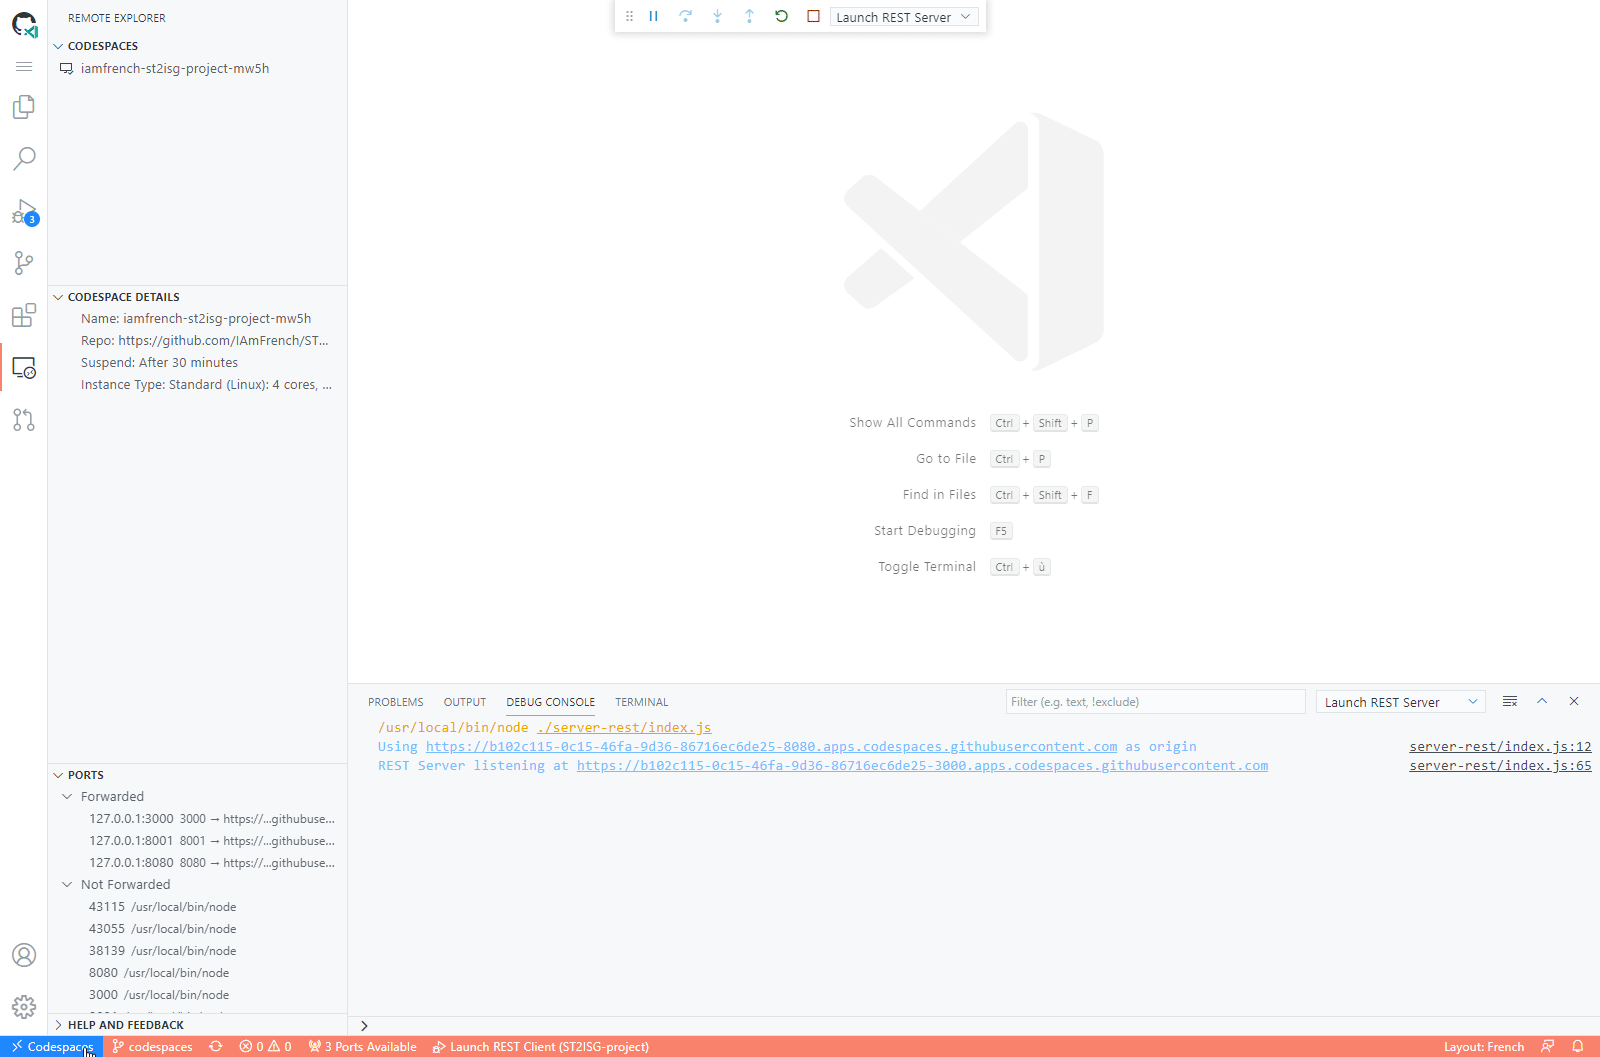 REMOTE EXPLORER
CODESPACES
iamfrench-st2isg-project-mw5h
3
CODESPACE DETAILS
Name: iamfrench-st2isg-project-mw5h
Repo: https://github.com/IAmFrench/ST...
Suspend: After 30 minutes
Instance Type: Standard (Linux): 4 cores, ...
PORTS
Forwarded
127.0.0.1:3000 3000 → https://...githubuse...
127.0.0.1:8001 8001 → https://...githubuse...
127.0.0.1:8080 8080 → https://...githubuse...
Not Forwarded
43115 /usr/local/bin/node
43055 /usr/local/bin/node
38139 /usr/local/bin/node
8080 /usr/local/bin/node
3000 /usr/local/bin/node
HELP AND FEEDBACK
Launch REST Server
Show All Commands Ctrl + Shift + P
Go to File Ctrl + P
Find in Files Ctrl + Shift + F
Start Debugging F5
Toggle Terminal Ctrl + ù
PROBLEMS OUTPUT DEBUG CONSOLE TERMINAL Filter (e.g. text, !exclude) Launch REST Server
/usr/local/bin/node ./server-rest/index.js
Using https://b102c115-0c15-46fa-9d36-86716ec6de25-8080.apps.codespaces.githubusercontent.com as origin server-rest/index.js:12
REST Server listening at https://b102c115-0c15-46fa-9d36-86716ec6de25-3000.apps.codespaces.githubusercontent.com server-rest/index.js:65
Codespaces codespaces 0 0 3 Ports Available Launch REST Client (ST2ISG-project) Layout: French